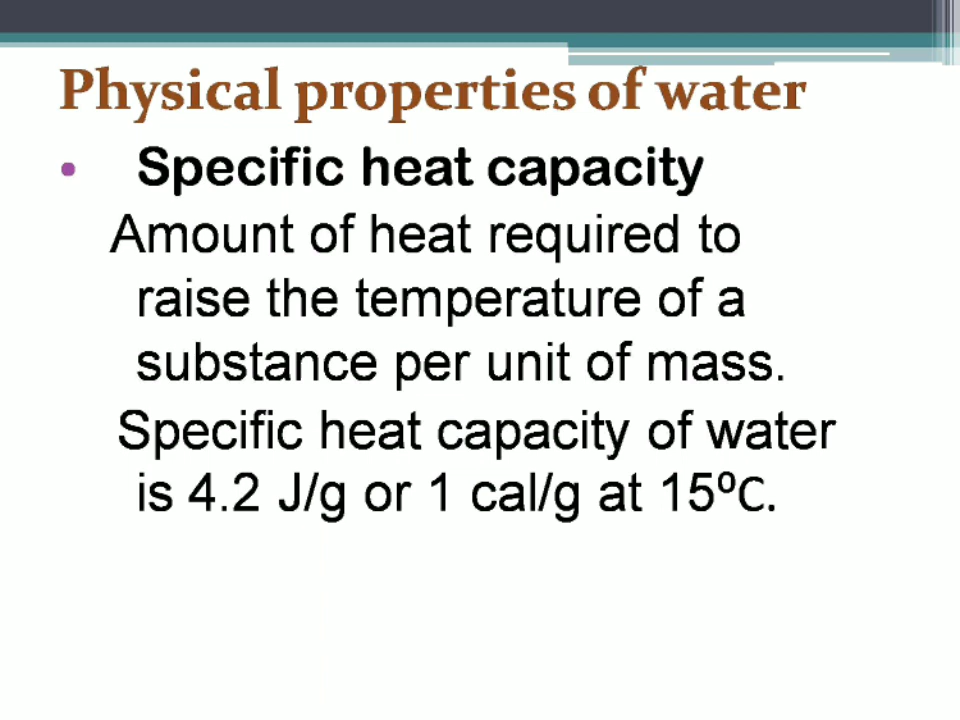 Physical properties of water
• Specific heat capacity
Amount of heat required to
raise the temperature of a
substance per unit of mass.
Specific heat capacity of water
is 4.2 J/g or 1 cal/g at 15⁰C.